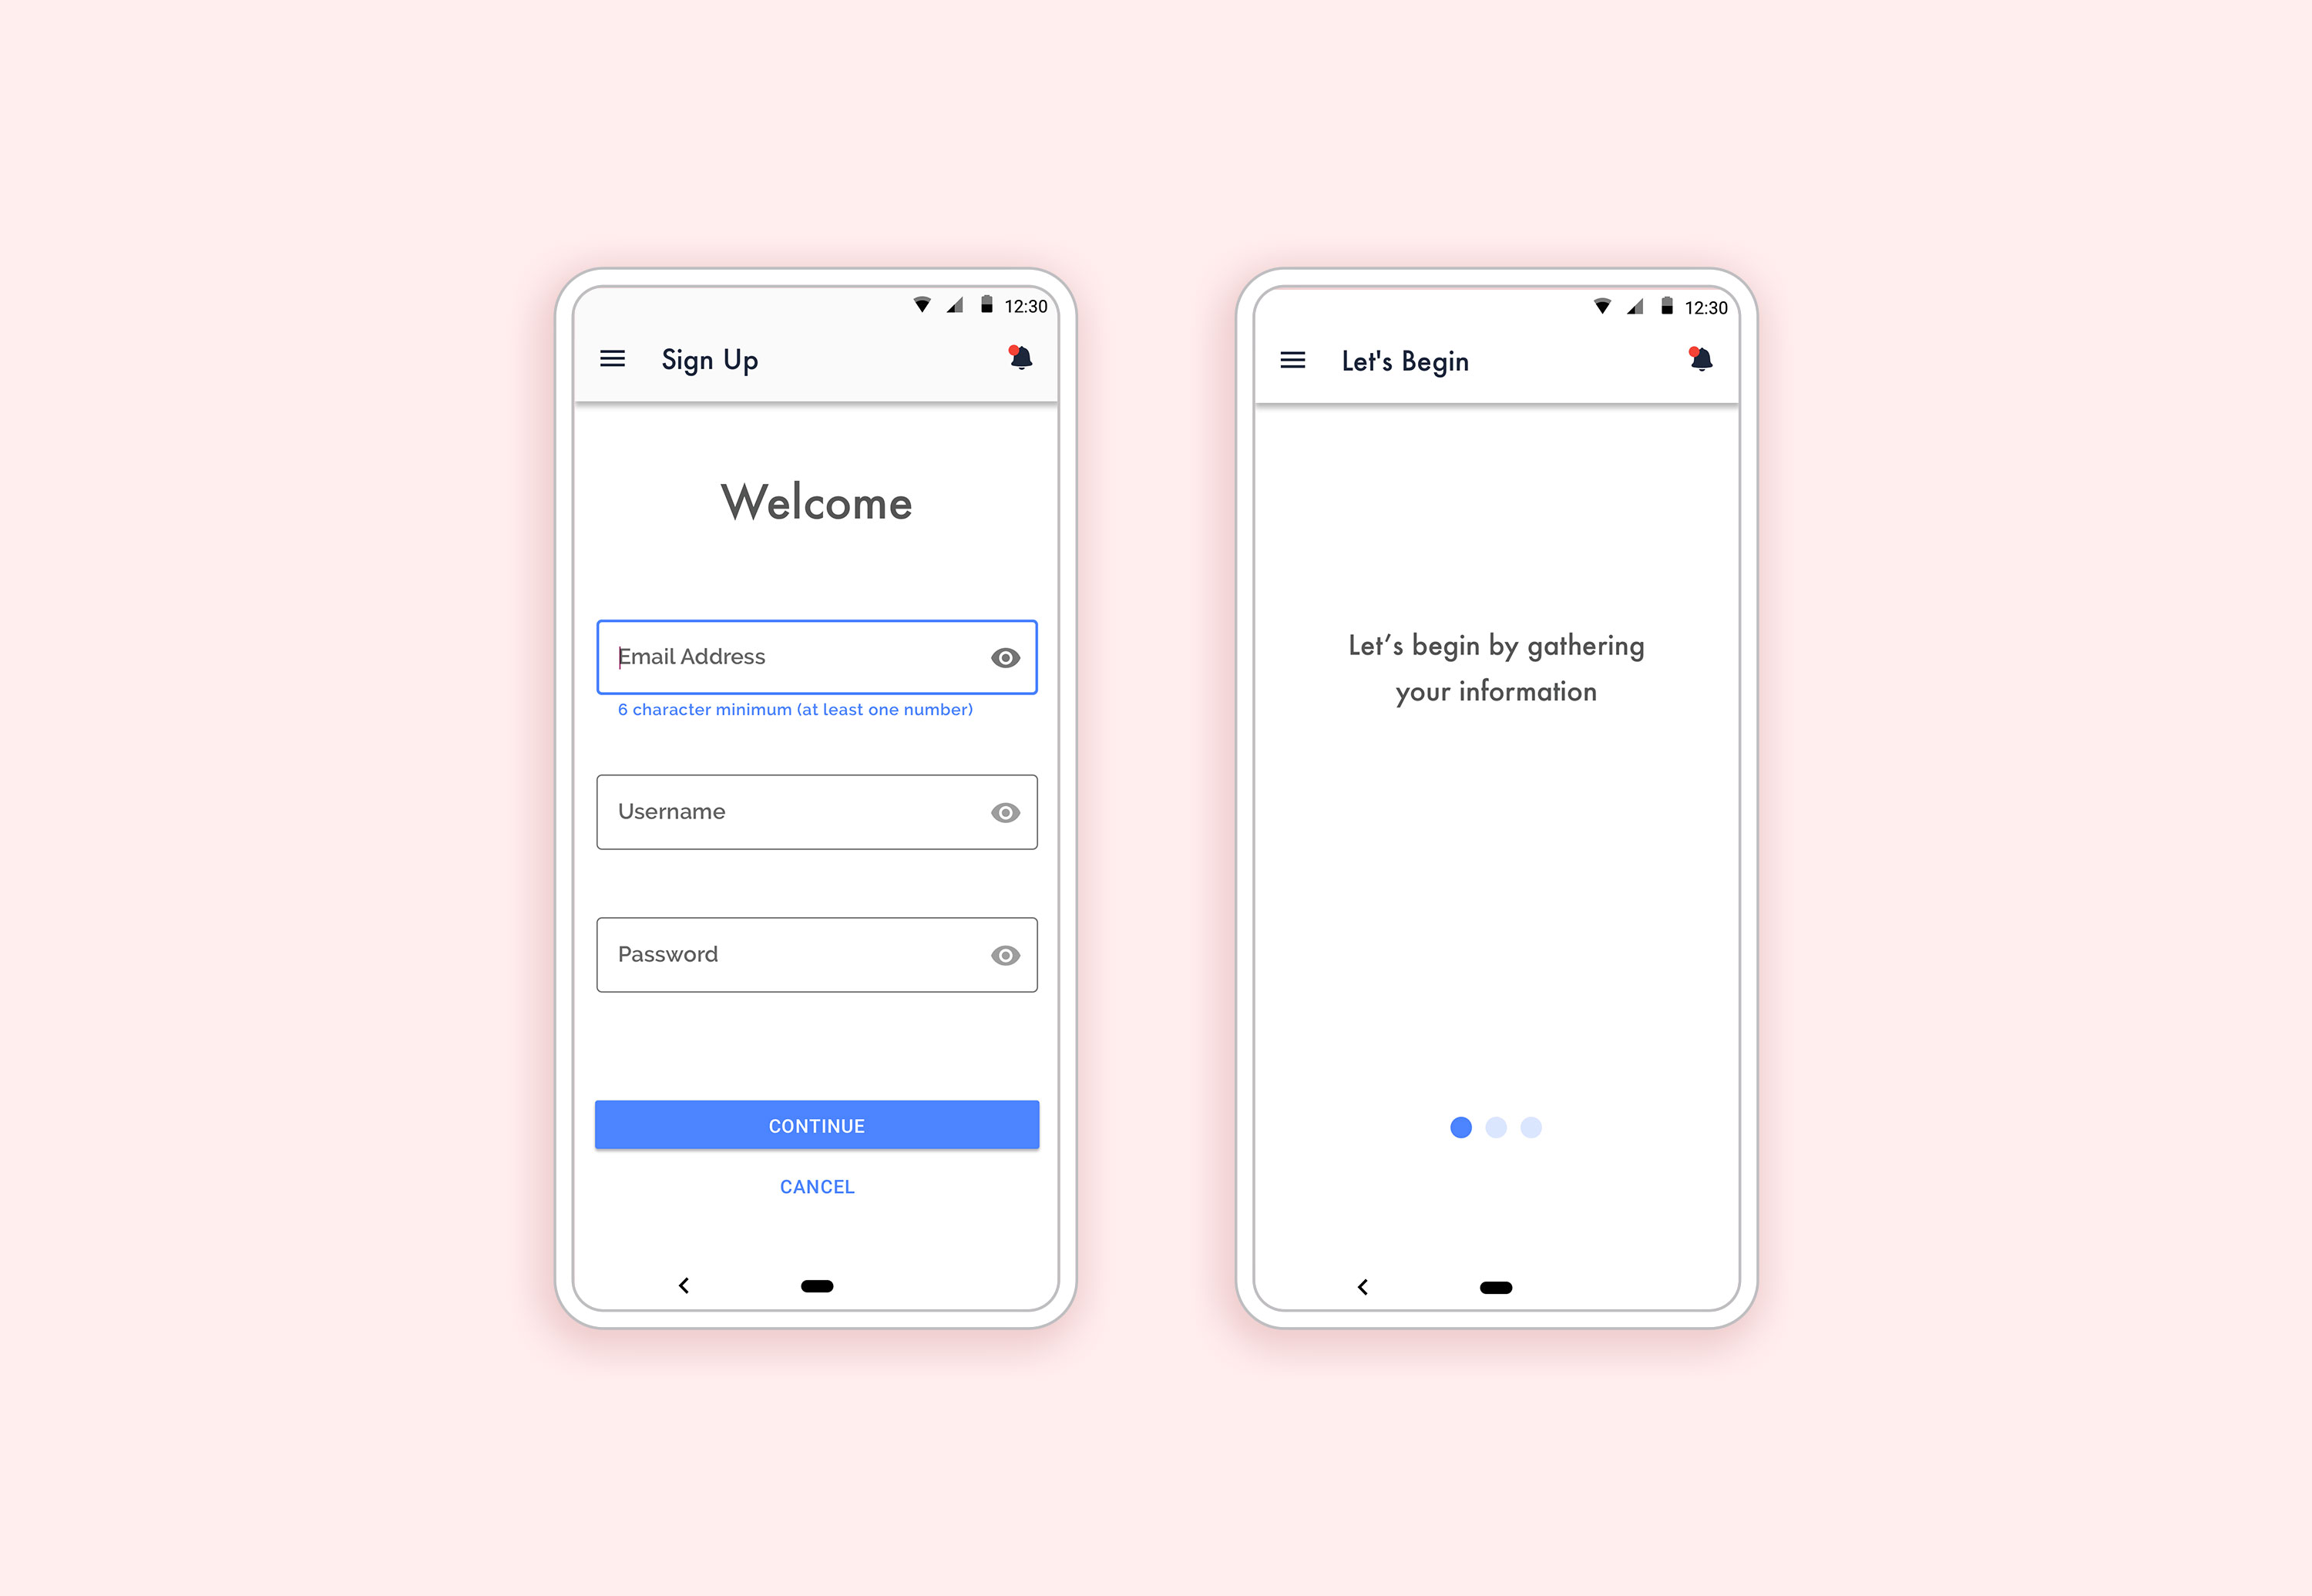 12:30
Sign Up
Welcome
Email Address
6 character minimum (at least one number)
Username
Password
CONTINUE
CANCEL
12:30
Let's Begin
Let’s begin by gathering
your information